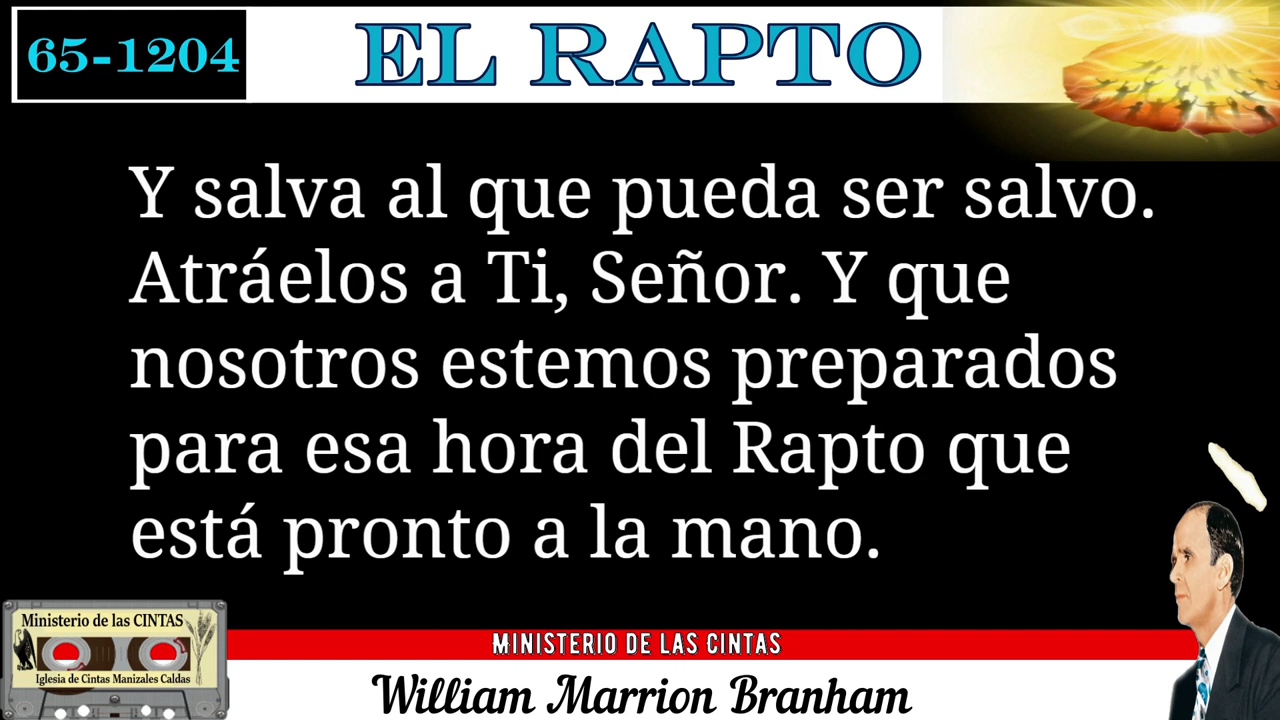 65-1204
EL RAPTO
Y salva al que pueda ser salvo.
Atráelos a Ti, Señor. Y que
nosotros estemos preparados
para esa hora del Rapto que
está pronto a la mano.
Ministerio de las CINTAS
Iglesia de Cintas Manizales Caldas
MINISTERIO DE LAS CINTAS
William Marrion Branham